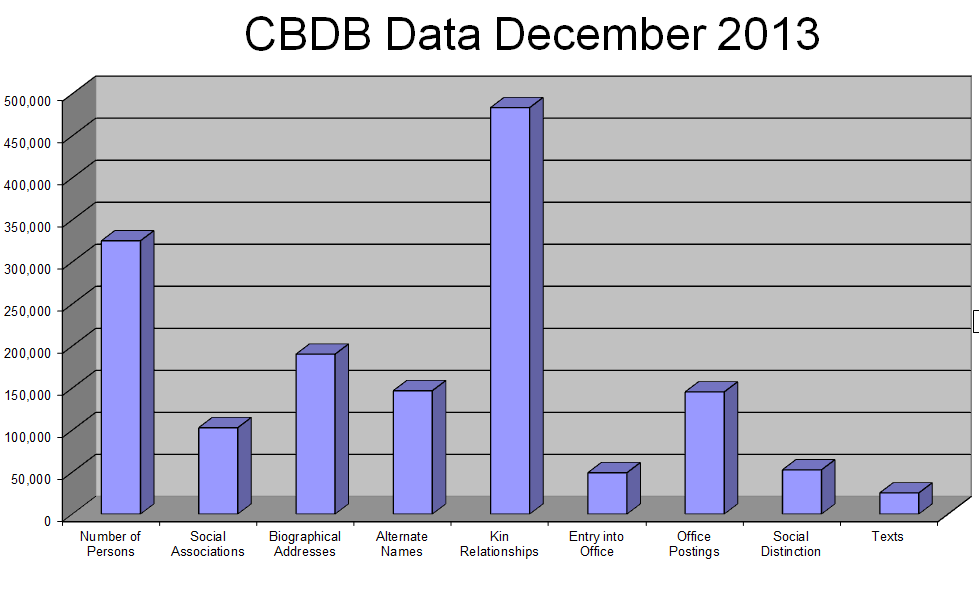 CBDB Data December 2013
500,000
450,000
400,000
350,000
300,000
250,000
200,000
150,000
100,000
50,000
0
Number of
Persons
Social
Associations
Biographical
Addresses
Alternate
Names
Kin
Relationships
Entry into
Office
Office
Postings
Social
Distinction
Texts